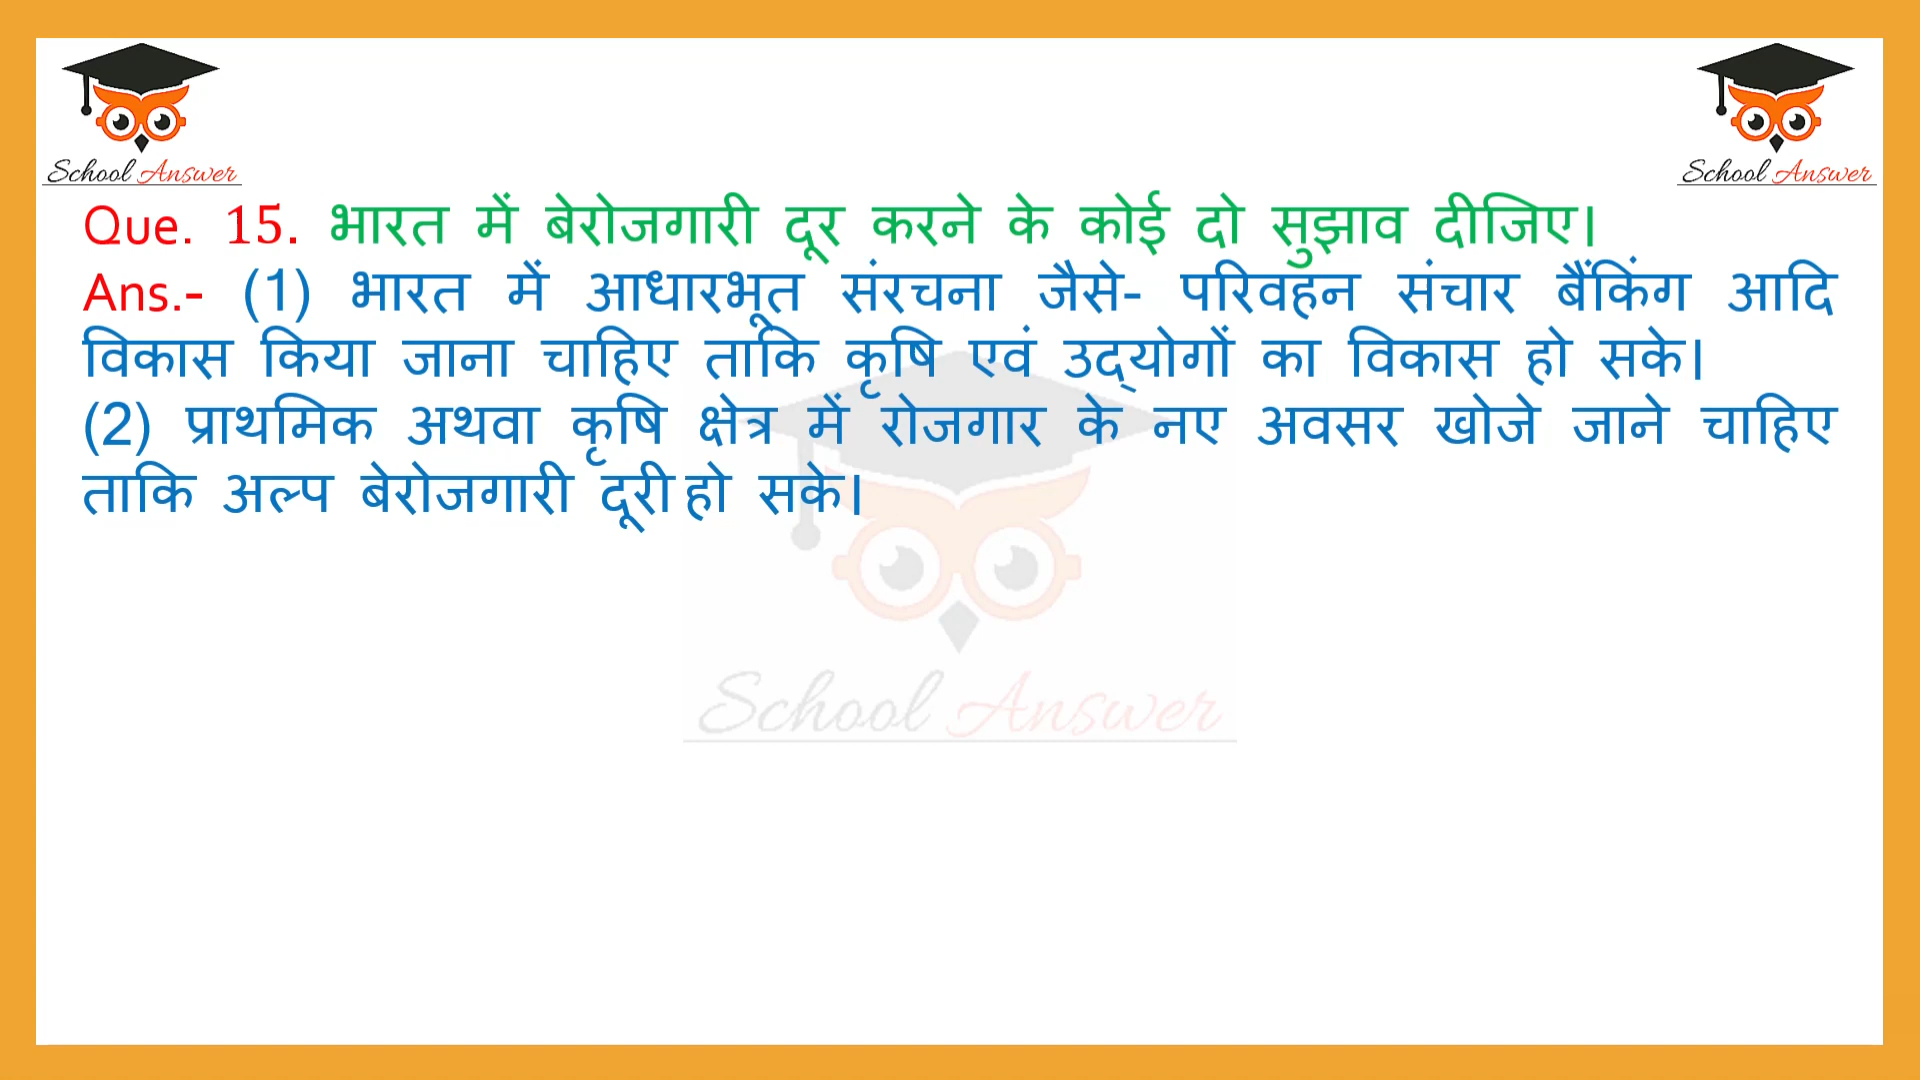 School Answer
School Answer
Que. 15. भारत में बेरोजगारी दूर करने के कोई दो सुझाव दीजिए।
Ans.- (1) भारत में आधारभूत संरचना जैसे- परिवहन संचार बैंकिंग आदि
विकास किया जाना चाहिए ताकि कृषि एवं उद्‌योगों का विकास हो सके।
(2) प्राथमिक अथवा कृषि क्षेत्र में रोजगार के नए अवसर खोजे जाने चाहिए
ताकि अल्प बेरोजगारी दूरी हो सके।
School Answer